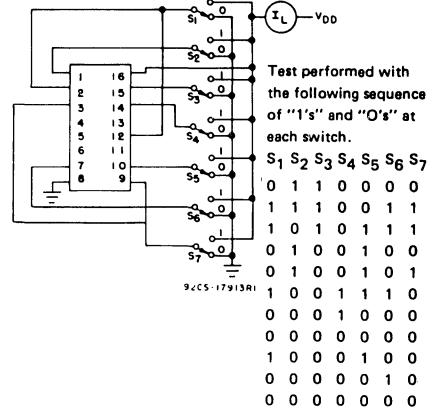 1
S1 0
IL VDD
1
S2 0
1 16
2 15
3 14
4 13
5 12
6 11
7 10
8 9
1
S3 0
1
S4 0
1
S5 0
1
S6 0
1
S7 0
92CS-17913R1
Test performed with
the following sequence
of "1's" and "0's" at
each switch.
S1 S2 S3 S4 S5 S6 S7
0 1 1 0 0 0 0
1 1 1 0 0 1 1
1 0 1 0 1 1 1
0 1 0 0 1 0 0
0 1 0 0 1 0 1
1 0 0 1 1 1 0
0 0 0 1 0 0 0
0 0 0 0 0 0 0
1 0 0 0 1 0 0
0 0 0 0 0 1 0
0 0 0 0 0 0 0